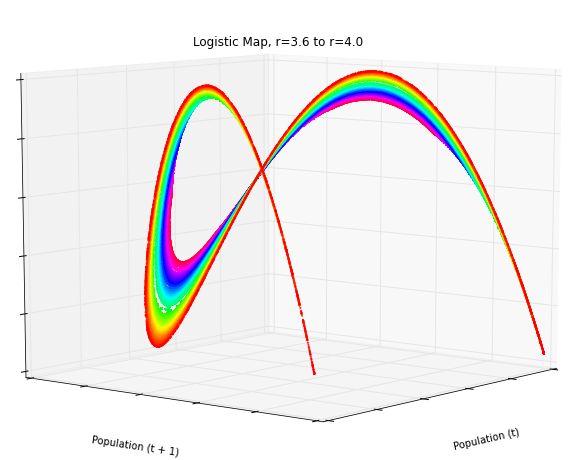 Logistic Map, r=3.6 to r=4.0
Population (t + 1)
Population (t)